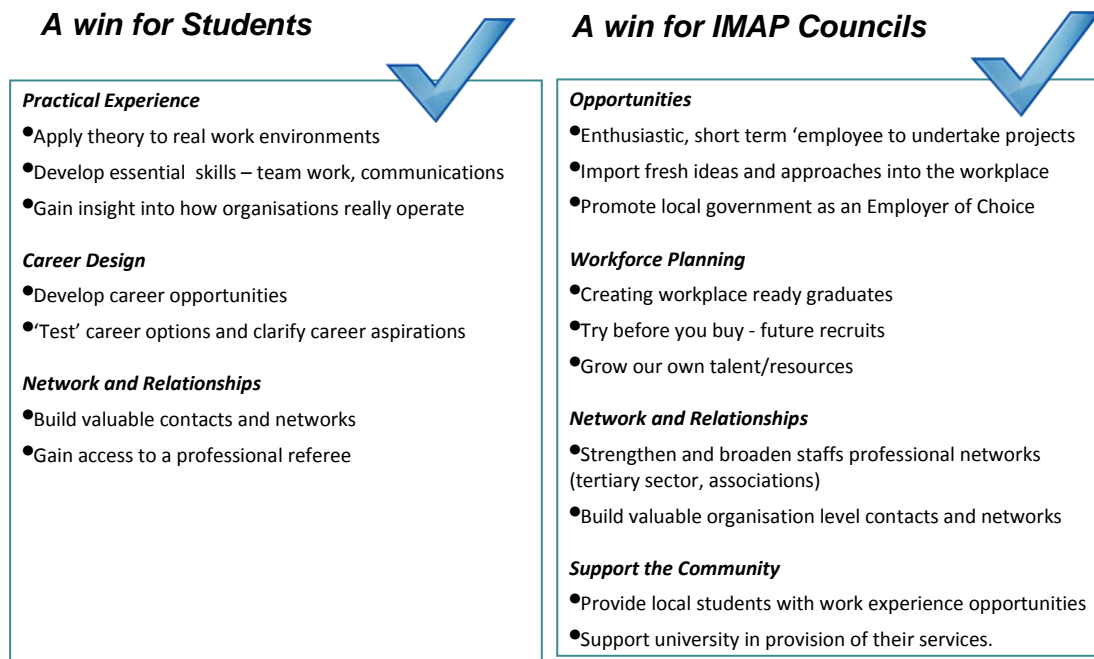 A win for Students
Practical Experience
•Apply theory to real work environments
•Develop essential  skills – team work, communications
•Gain insight into how organisations really operate
Career Design
•Develop career opportunities
•‘Test’ career options and clarify career aspirations
Network and Relationships
•Build valuable contacts and networks
•Gain access to a professional referee
A win for IMAP Councils
Opportunities
•Enthusiastic, short term ‘employee to undertake projects
•Import fresh ideas and approaches into the workplace
•Promote local government as an Employer of Choice
Workforce Planning
•Creating workplace ready graduates
•Try before you buy - future recruits
•Grow our own talent/resources
Network and Relationships
•Strengthen and broaden staffs professional networks
(tertiary sector, associations)
•Build valuable organisation level contacts and networks
Support the Community
•Provide local students with work experience opportunities
•Support university in provision of their services.